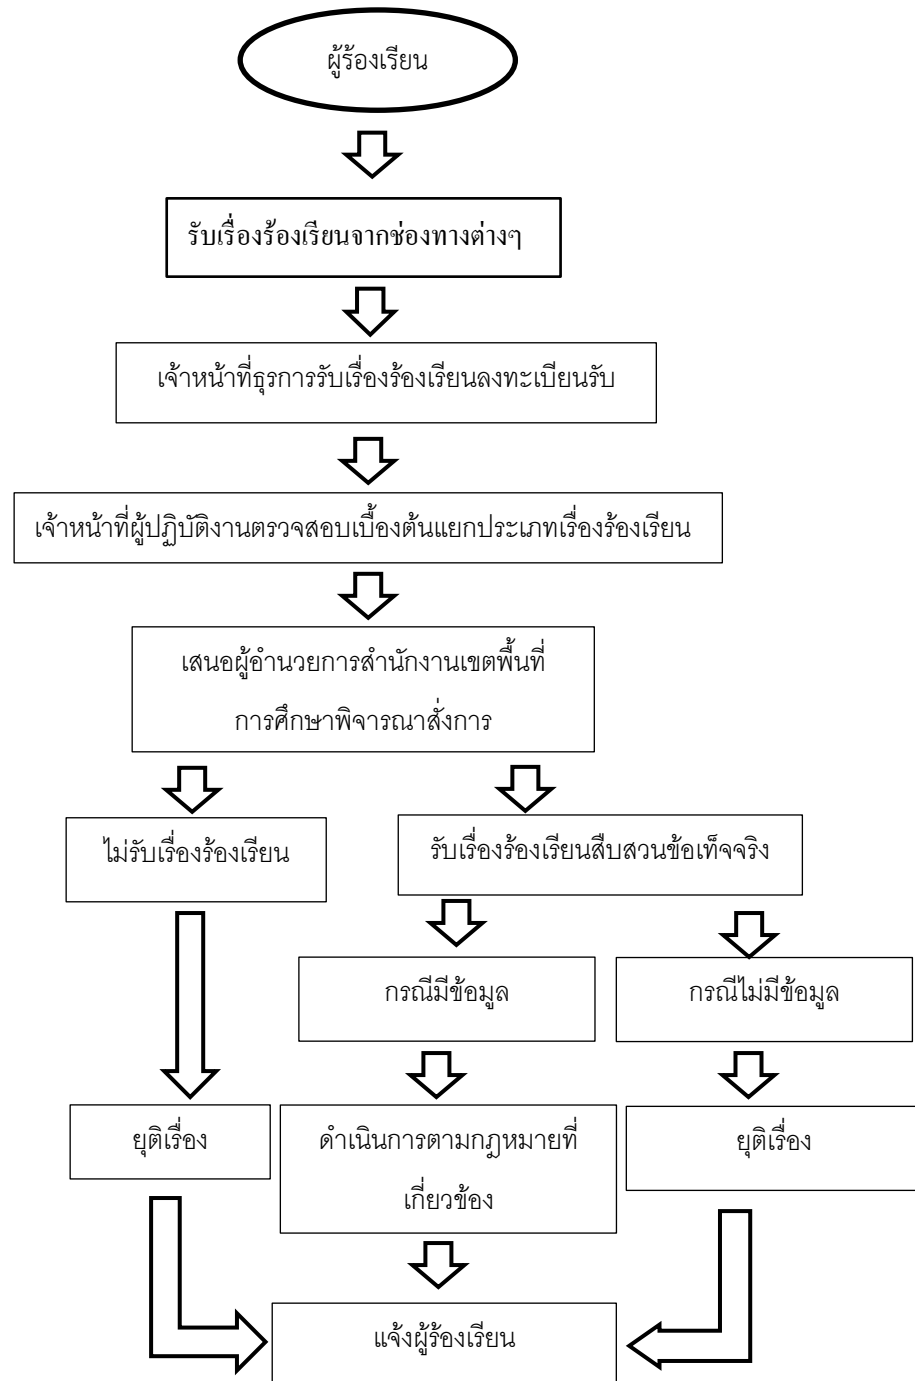 ผู้ร้องเรียน
รับเรื่องร้องเรียนจากช่องทางต่างๆ
เจ้าหน้าที่ธุรการรับเรื่องร้องเรียนลงทะเบียนรับ
เจ้าหน้าที่ผู้ปฏิบัติงานตรวจสอบเบื้องต้นแยกประเภทเรื่องร้องเรียน
เสนอผู้อำนวยการสำนักงานเขตพื้นที่
การศึกษาพิจารณาสั่งการ
ไม่รับเรื่องร้องเรียน
รับเรื่องร้องเรียนสืบสวนข้อเท็จจริง
กรณีมีข้อมูล
กรณีไม่มีข้อมูล
ยุติเรื่อง
ดำเนินการตามกฎหมายที่
เกี่ยวข้อง
ยุติเรื่อง
แจ้งผู้ร้องเรียน